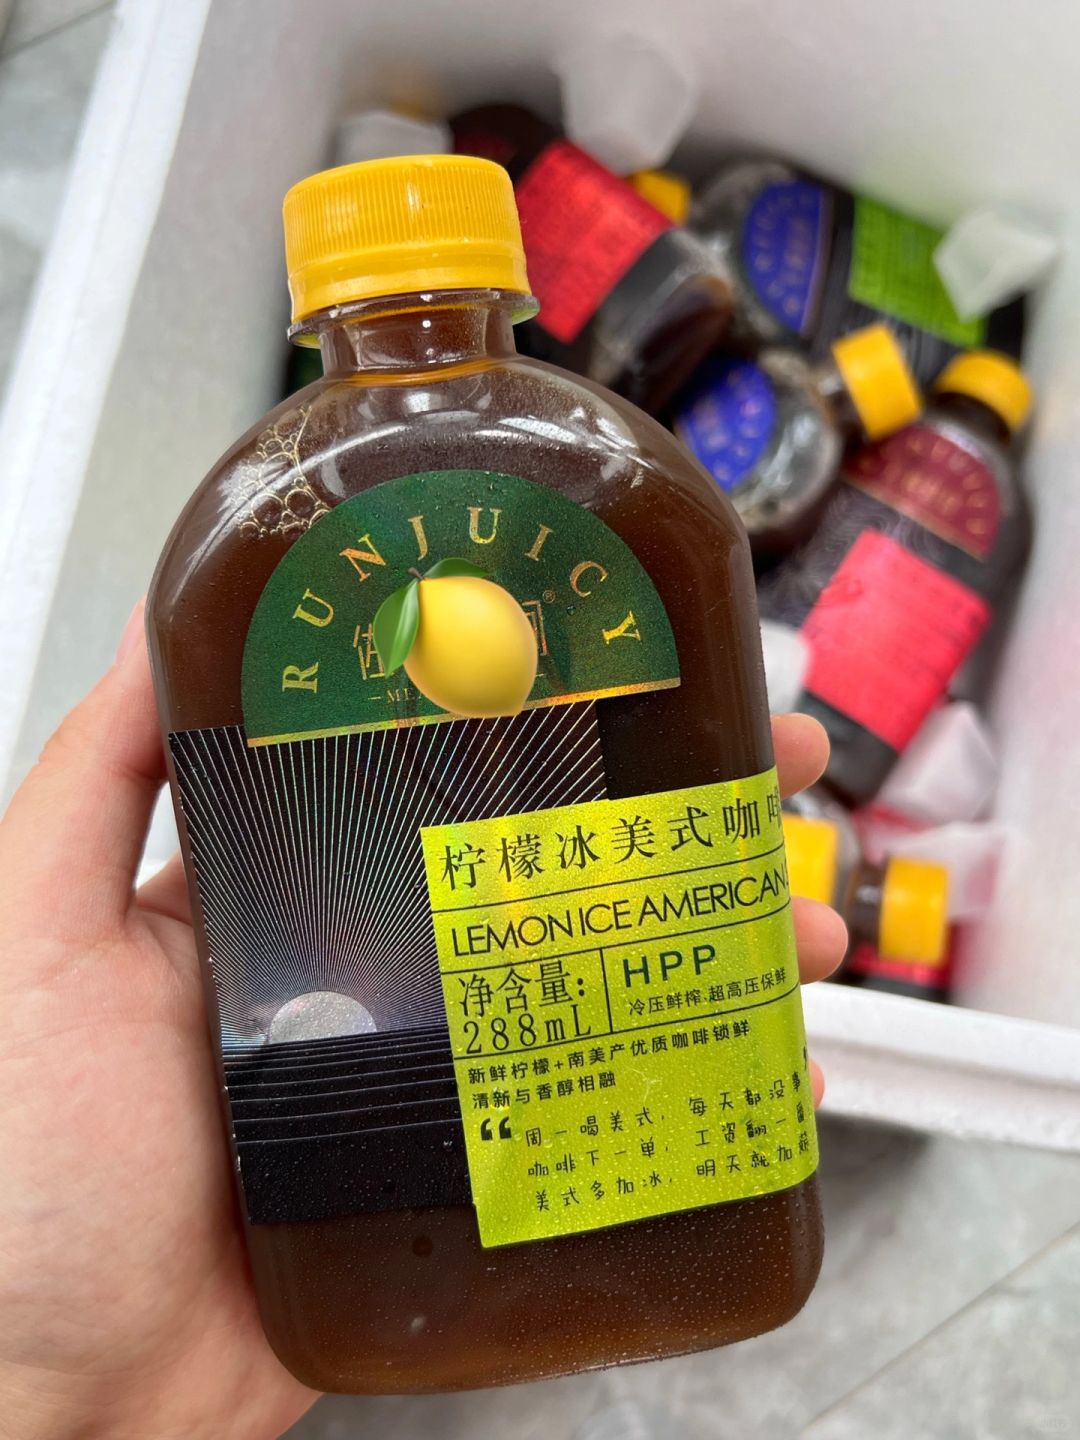 RUNJUICY
®
柠檬冰美式咖
LEMON ICE AMERICAN
净含量:
288mL
HPP
冷压鲜榨.超高压保鲜
新鲜柠檬+南美产优质咖啡锁鲜
清新与香醇相融
“周一喝美式，每天都没事
咖啡下一单，工资翻一番
美式多加冰，明天就加薪